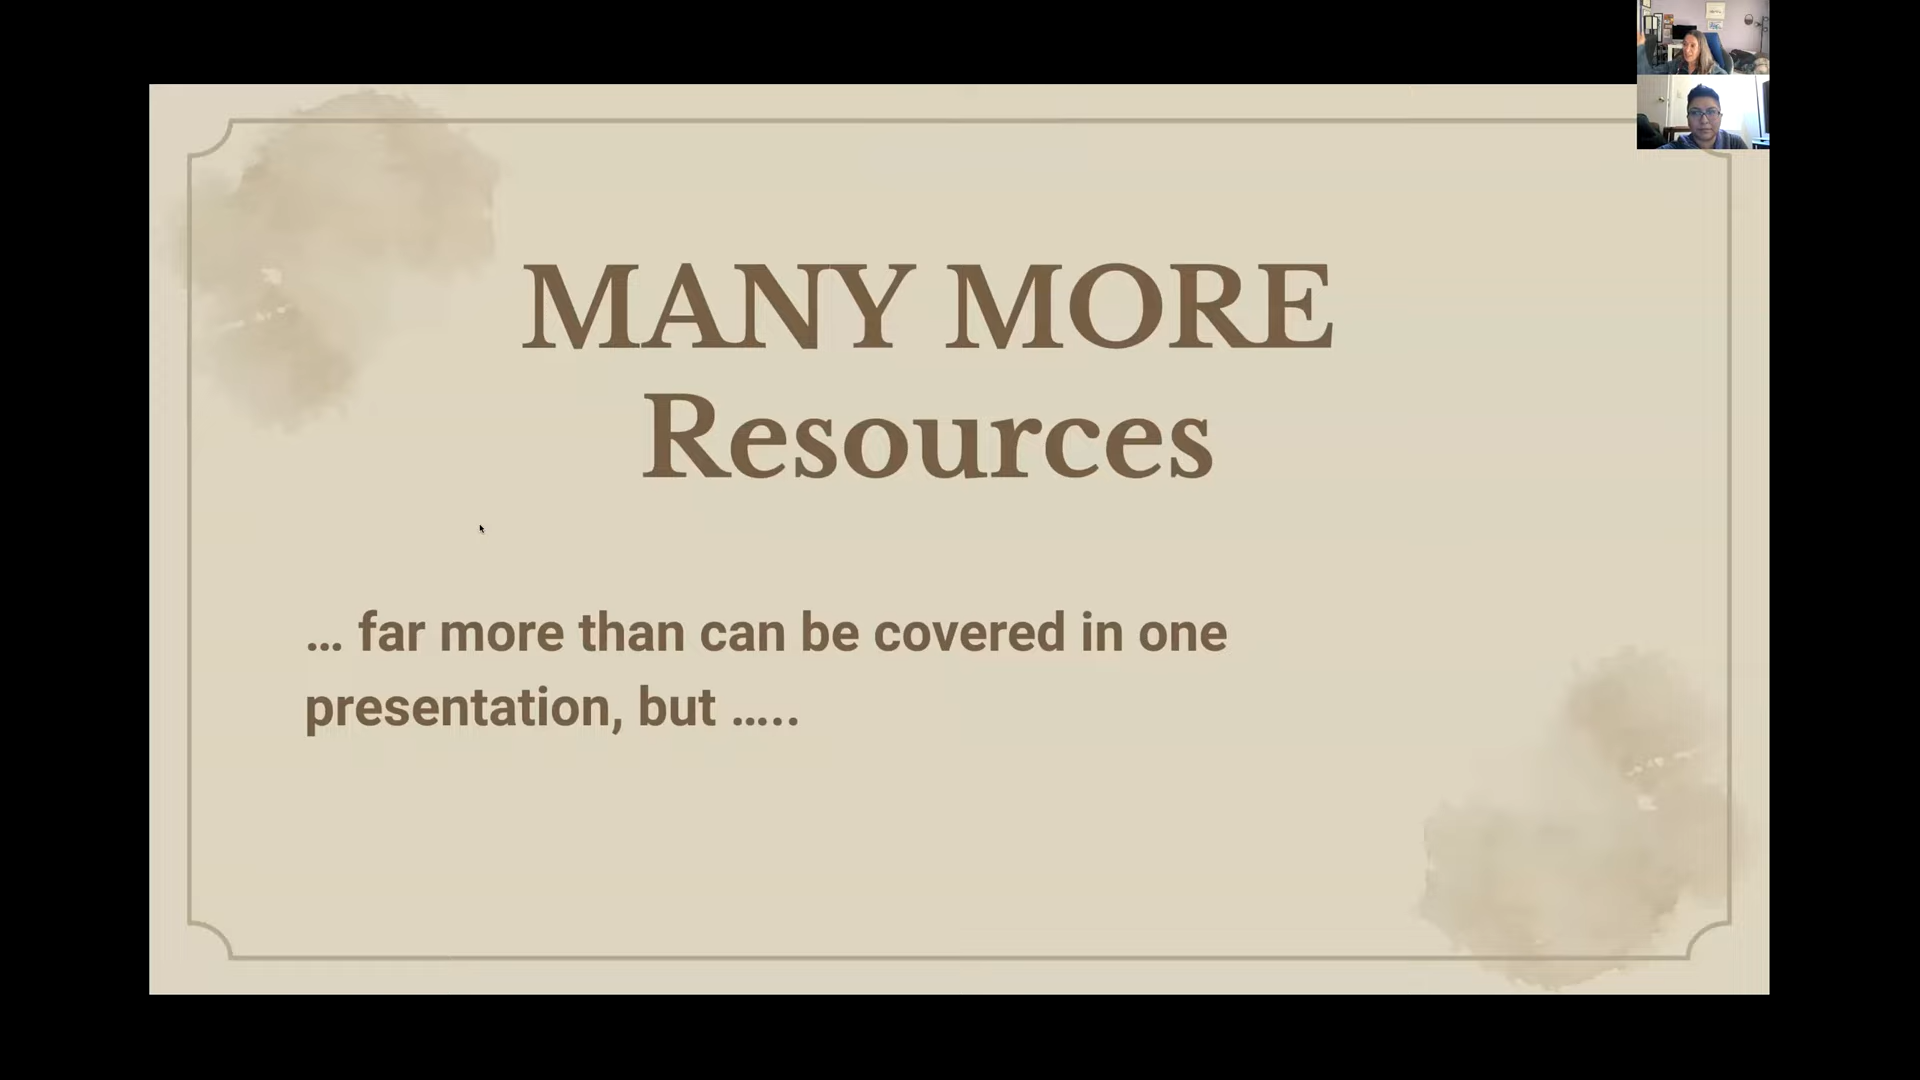 MANY MORE
Resources
... far more than can be covered in one
presentation, but .....